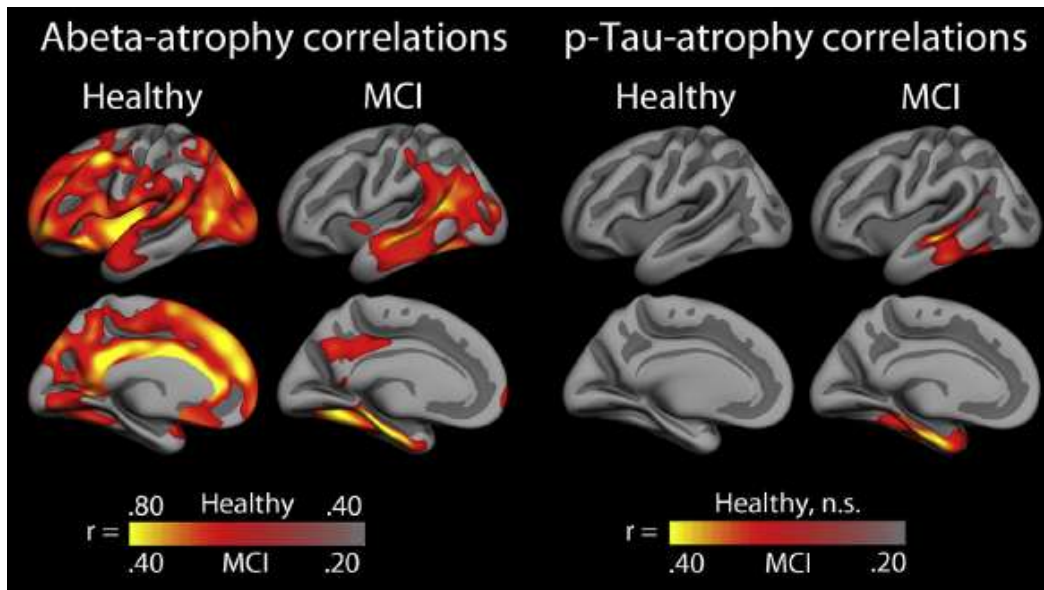 Abeta-atrophy correlations
Healthy MCI
.80 Healthy .40
r =
.40 MCI .20
p-Tau-atrophy correlations
Healthy MCI
Healthy, n.s.
r =
.40 MCI .20